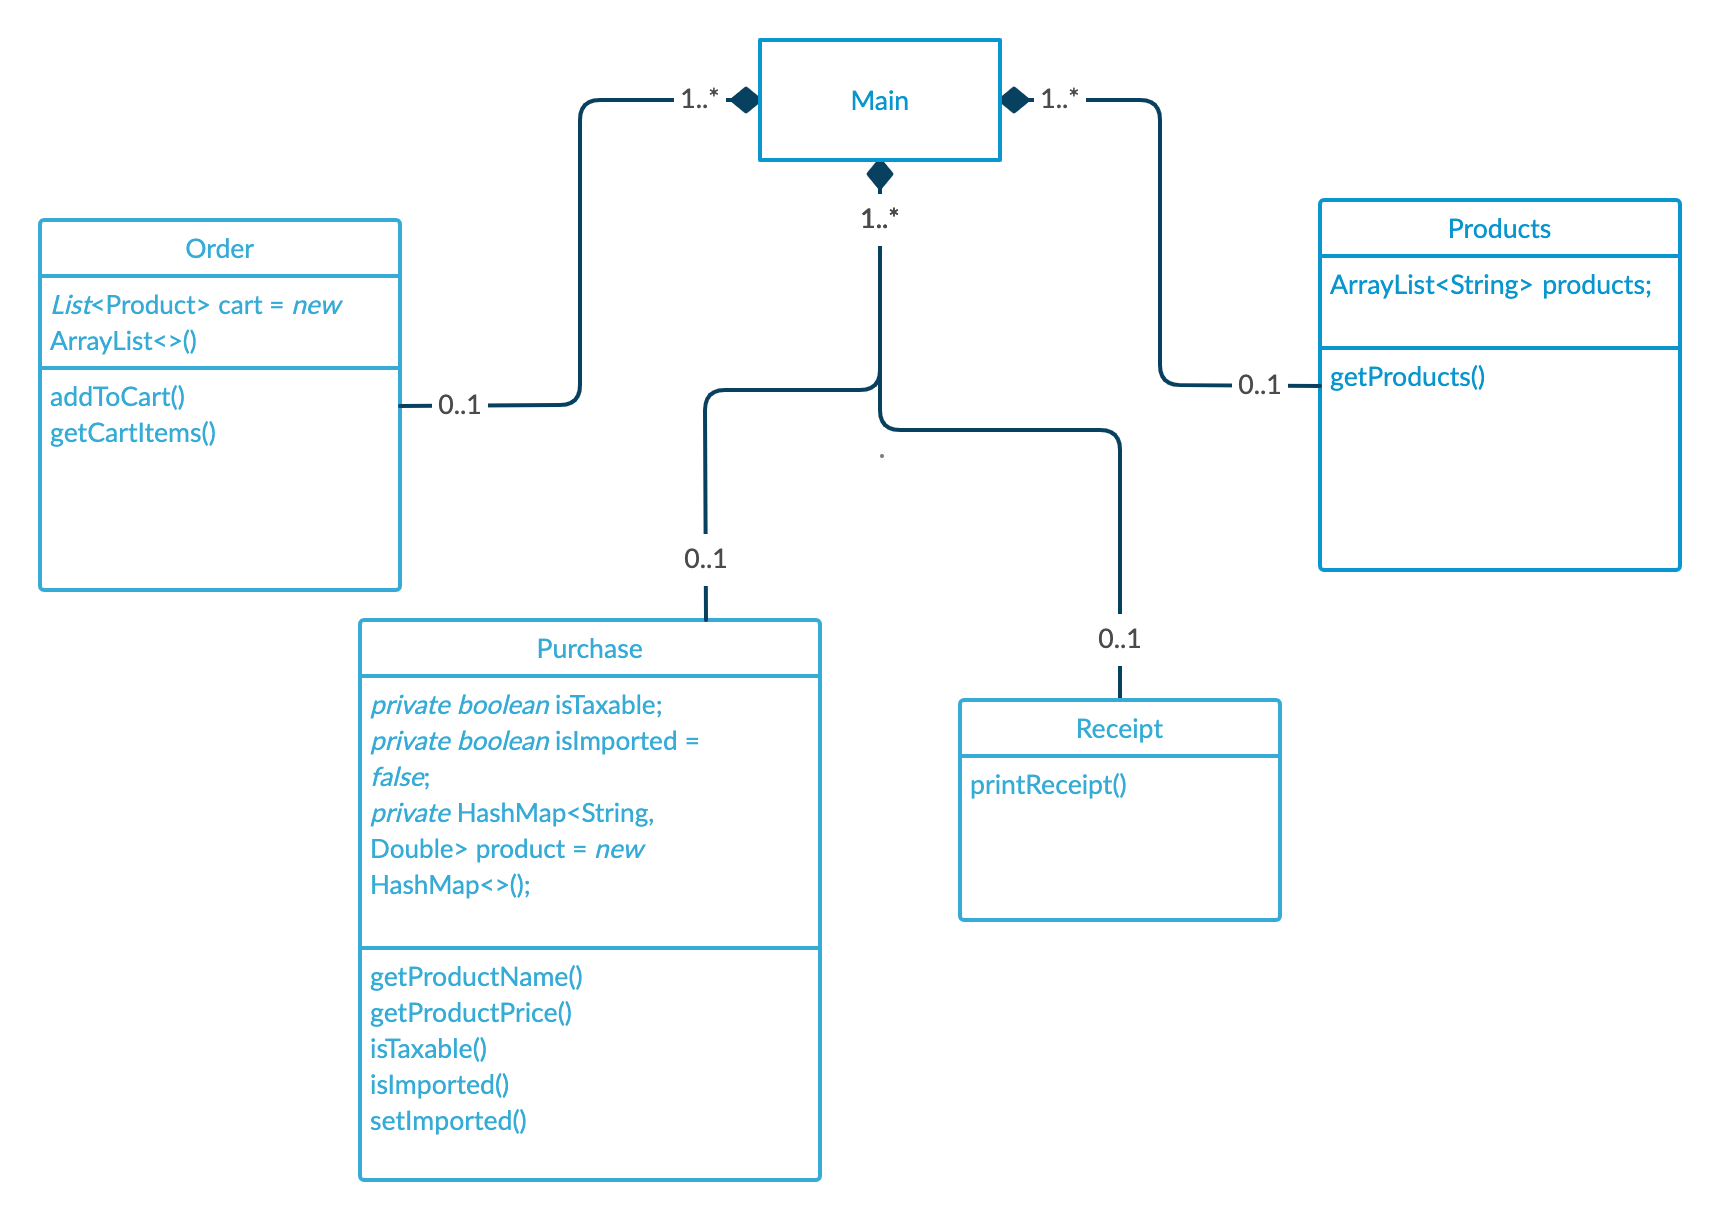 Main
1..*
1..*
1..*
Order
List<Product> cart = new
ArrayList<>()
addToCart()
getCartItems()
0..1
Products
ArrayList<String> products;
getProducts()
0..1
.
0..1
Purchase
private boolean isTaxable;
private boolean isImported =
false;
private HashMap<String,
Double> product = new
HashMap<>();
getProductName()
getProductPrice()
isTaxable()
isImported()
setImported()
0..1
Receipt
printReceipt()